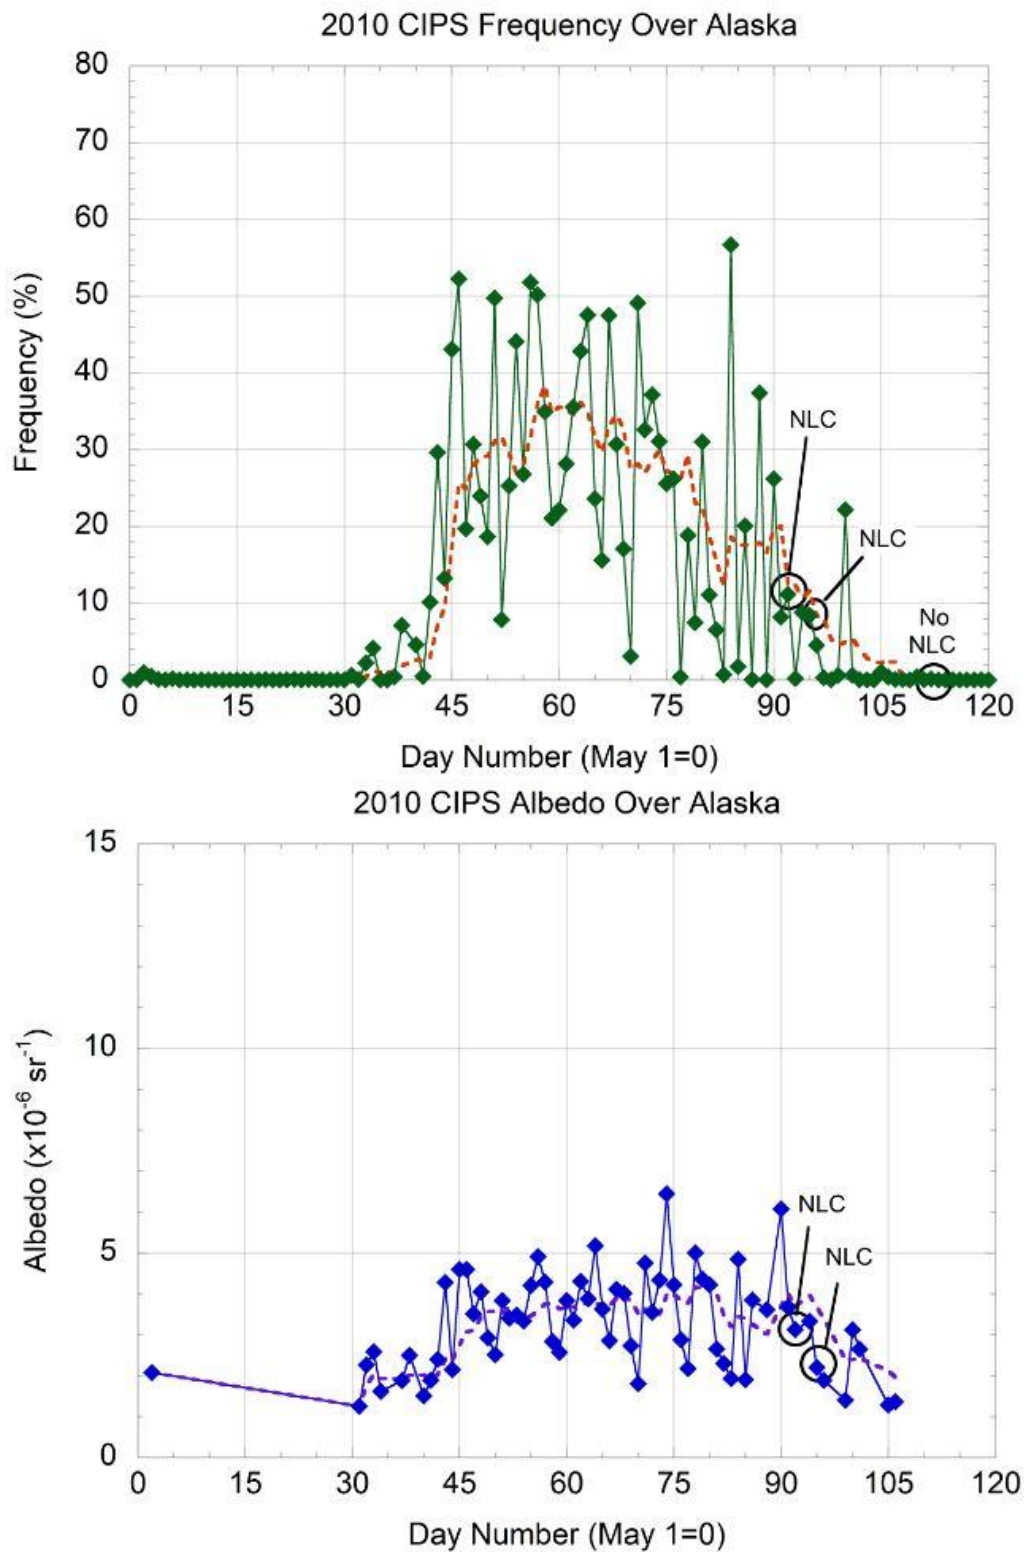 2010 CIPS Frequency Over Alaska
80
70
60
50
40
30
20
10
0
Frequency (%)
NLC
NLC
No
NLC
0 15 30 45 60 75 90 105 120
Day Number (May 1=0)
2010 CIPS Albedo Over Alaska
15
10
5
0
Albedo (x10⁻⁶ sr⁻¹)
NLC
NLC
0 15 30 45 60 75 90 105 120
Day Number (May 1=0)